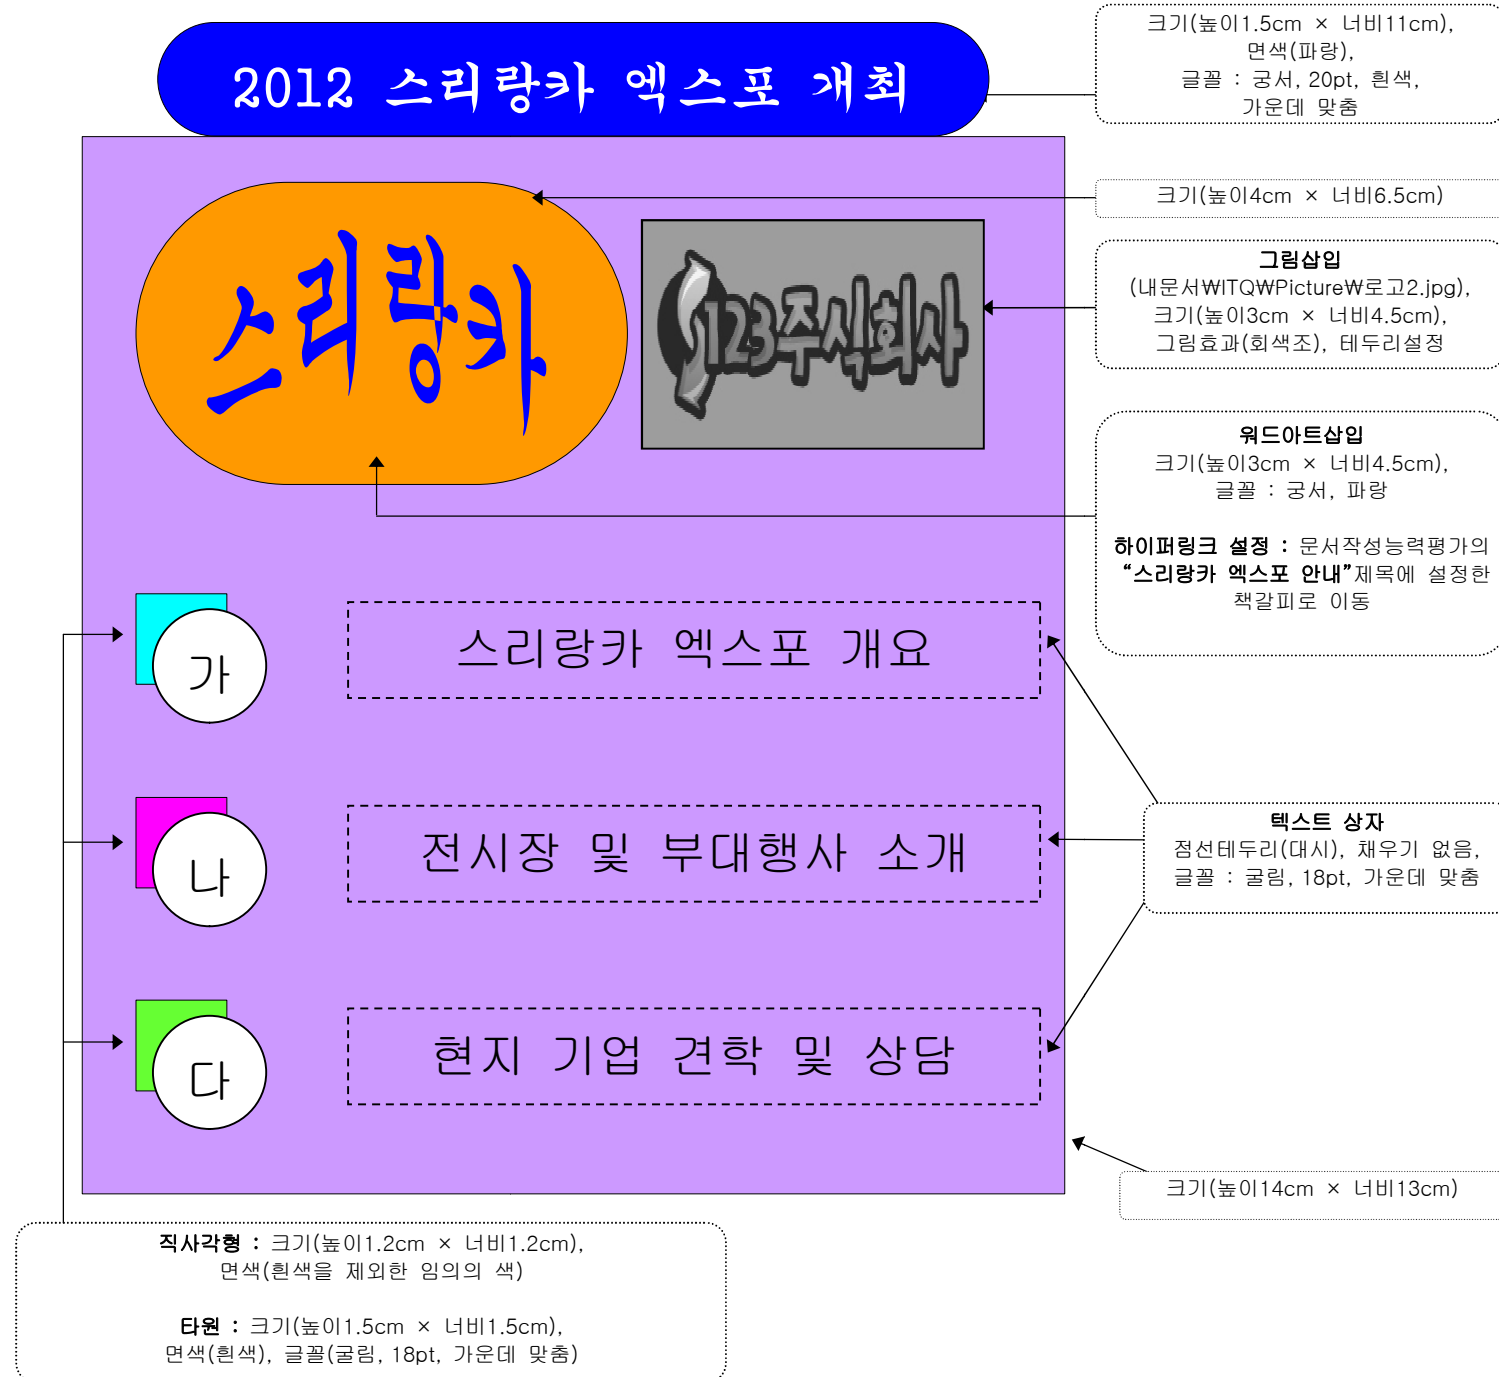 2012 스리랑카 엑스포 개최
크기(높이1.5cm × 너비11cm),
면색(파랑),
글꼴 : 궁서, 20pt, 흰색,
가운데 맞춤
스리랑카
크기(높이4cm × 너비6.5cm)
123주식회사
그림삽입
(내문서₩ITQ₩Picture₩로고2.jpg),
크기(높이3cm × 너비4.5cm),
그림효과(회색조), 테두리설정
워드아트삽입
크기(높이3cm × 너비4.5cm),
글꼴 : 궁서, 파랑
하이퍼링크 설정 : 문서작성능력평가의
“스리랑카 엑스포 안내”제목에 설정한
책갈피로 이동
가
스리랑카 엑스포 개요
나
전시장 및 부대행사 소개
텍스트 상자
점선테두리(대시), 채우기 없음,
글꼴 : 굴림, 18pt, 가운데 맞춤
다
현지 기업 견학 및 상담
크기(높이14cm × 너비13cm)
직사각형 : 크기(높이1.2cm × 너비1.2cm),
면색(흰색을 제외한 임의의 색)
타원 : 크기(높이1.5cm × 너비1.5cm),
면색(흰색), 글꼴(굴림, 18pt, 가운데 맞춤)